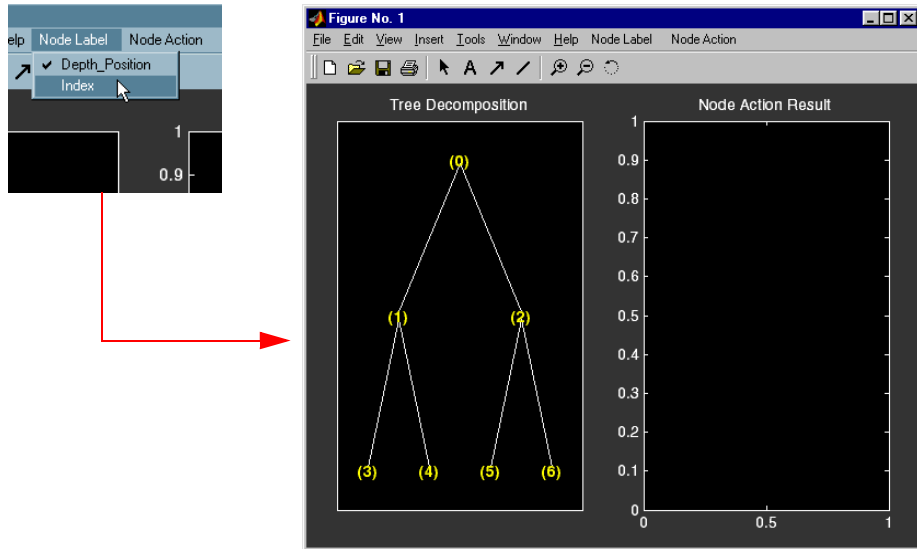 elp Node Label Node Action
Depth_Position
Index
1
0.9
Figure No. 1
File Edit View Insert Tools Window Help Node Label Node Action
A
Tree Decomposition
(0)
(1) (2)
(3) (4) (5) (6)
Node Action Result
1
0.9
0.8
0.7
0.6
0.5
0.4
0.3
0.2
0.1
0
0 0.5 1